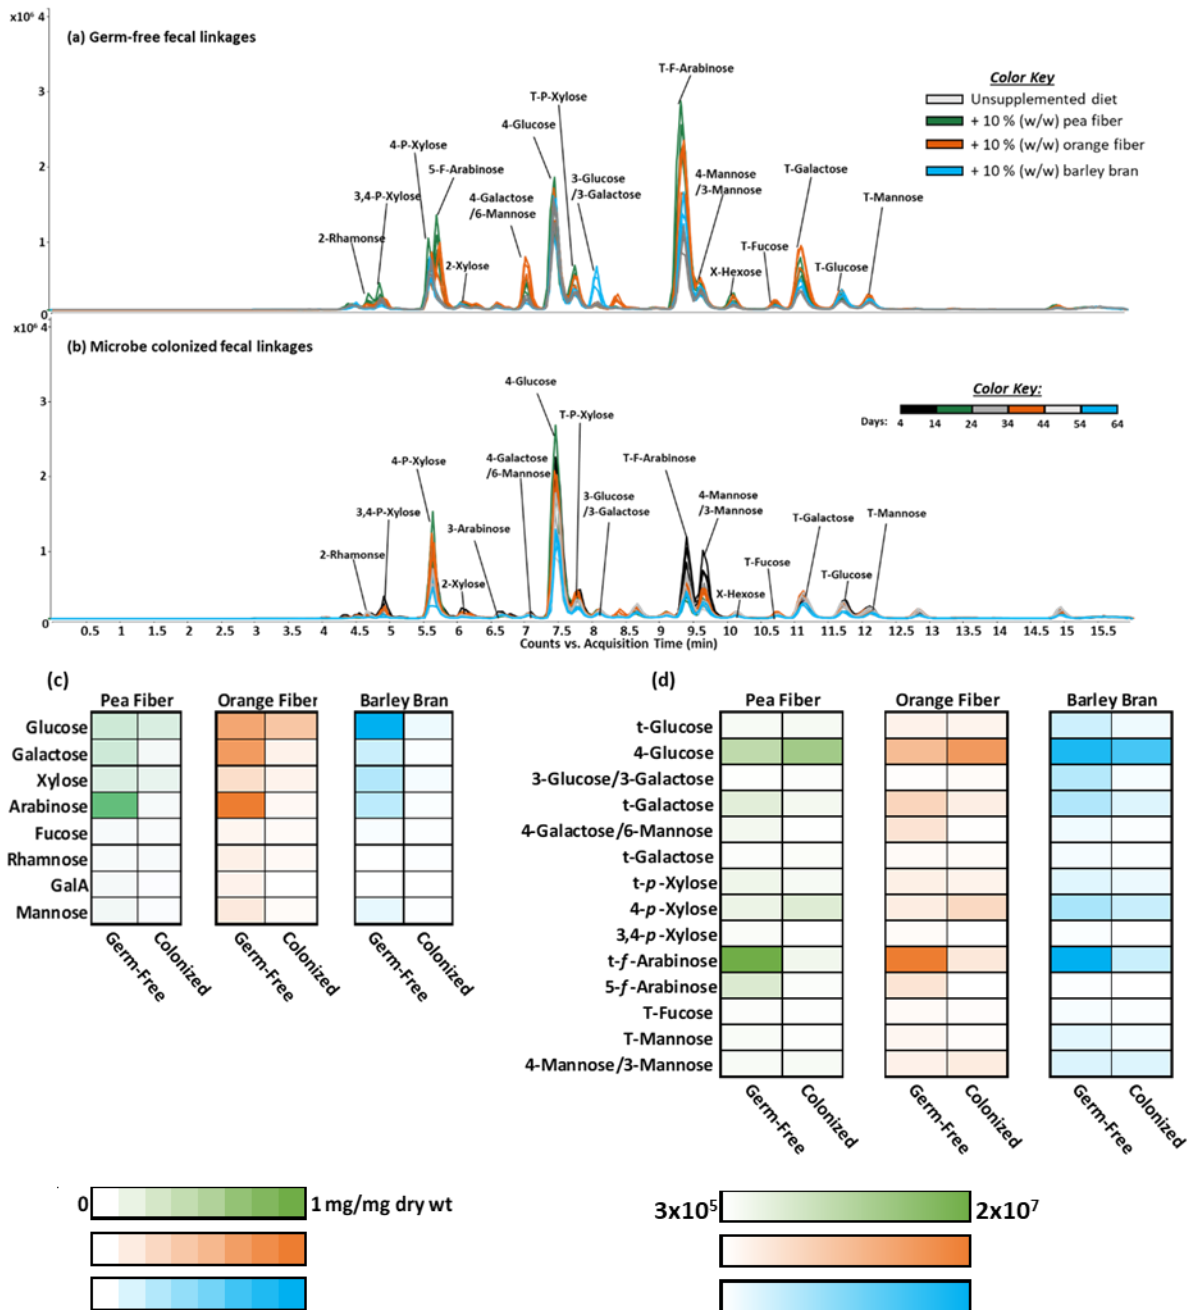 x10⁶ 4
(a) Germ-free fecal linkages
T-F-Arabinose
Color Key
Unsupplemented diet
+ 10 % (w/w) pea fiber
+ 10 % (w/w) orange fiber
+ 10 % (w/w) barley bran
3
T-P-Xylose
4-Glucose
4-P-Xylose
5-F-Arabinose
3,4-P-Xylose
4-Galactose
/6-Mannose
3-Glucose
/3-Galactose
4-Mannose
/3-Mannose
T-Galactose
T-Mannose
2
2-Rhamonse
2-Xylose
X-Hexose
T-Fucose
T-Glucose
1
0
x10⁶ 4
(b) Microbe colonized fecal linkages
4-Glucose
T-P-Xylose
Color Key:
Days: 4 14 24 34 44 54 64
3
4-P-Xylose
4-Galactose
/6-Mannose
T-F-Arabinose
3-Glucose
/3-Galactose
4-Mannose
/3-Mannose
2
3,4-P-Xylose
3-Arabinose
T-Galactose
T-Mannose
2-Rhamonse
2-Xylose
T-Fucose
X-Hexose
T-Glucose
1
0
0.5 1 1.5 2 2.5 3 3.5 4 4.5 5 5.5 6 6.5 7 7.5 8 8.5 9 9.5 10 10.5 11 11.5 12 12.5 13 13.5 14 14.5 15 15.5
Counts vs. Acquisition Time (min)
(c)
Pea Fiber Orange Fiber Barley Bran
Glucose
Galactose
Xylose
Arabinose
Fucose
Rhamnose
GalA
Mannose
Germ-Free Colonized Germ-Free Colonized Germ-Free Colonized
0 1 mg/mg dry wt
(d)
Pea Fiber Orange Fiber Barley Bran
t-Glucose
4-Glucose
3-Glucose/3-Galactose
t-Galactose
4-Galactose/6-Mannose
t-Galactose
t-p-Xylose
4-p-Xylose
3,4-p-Xylose
t-f-Arabinose
5-f-Arabinose
T-Fucose
T-Mannose
4-Mannose/3-Mannose
Germ-Free Colonized Germ-Free Colonized Germ-Free Colonized
3x10⁵ 2x10⁷